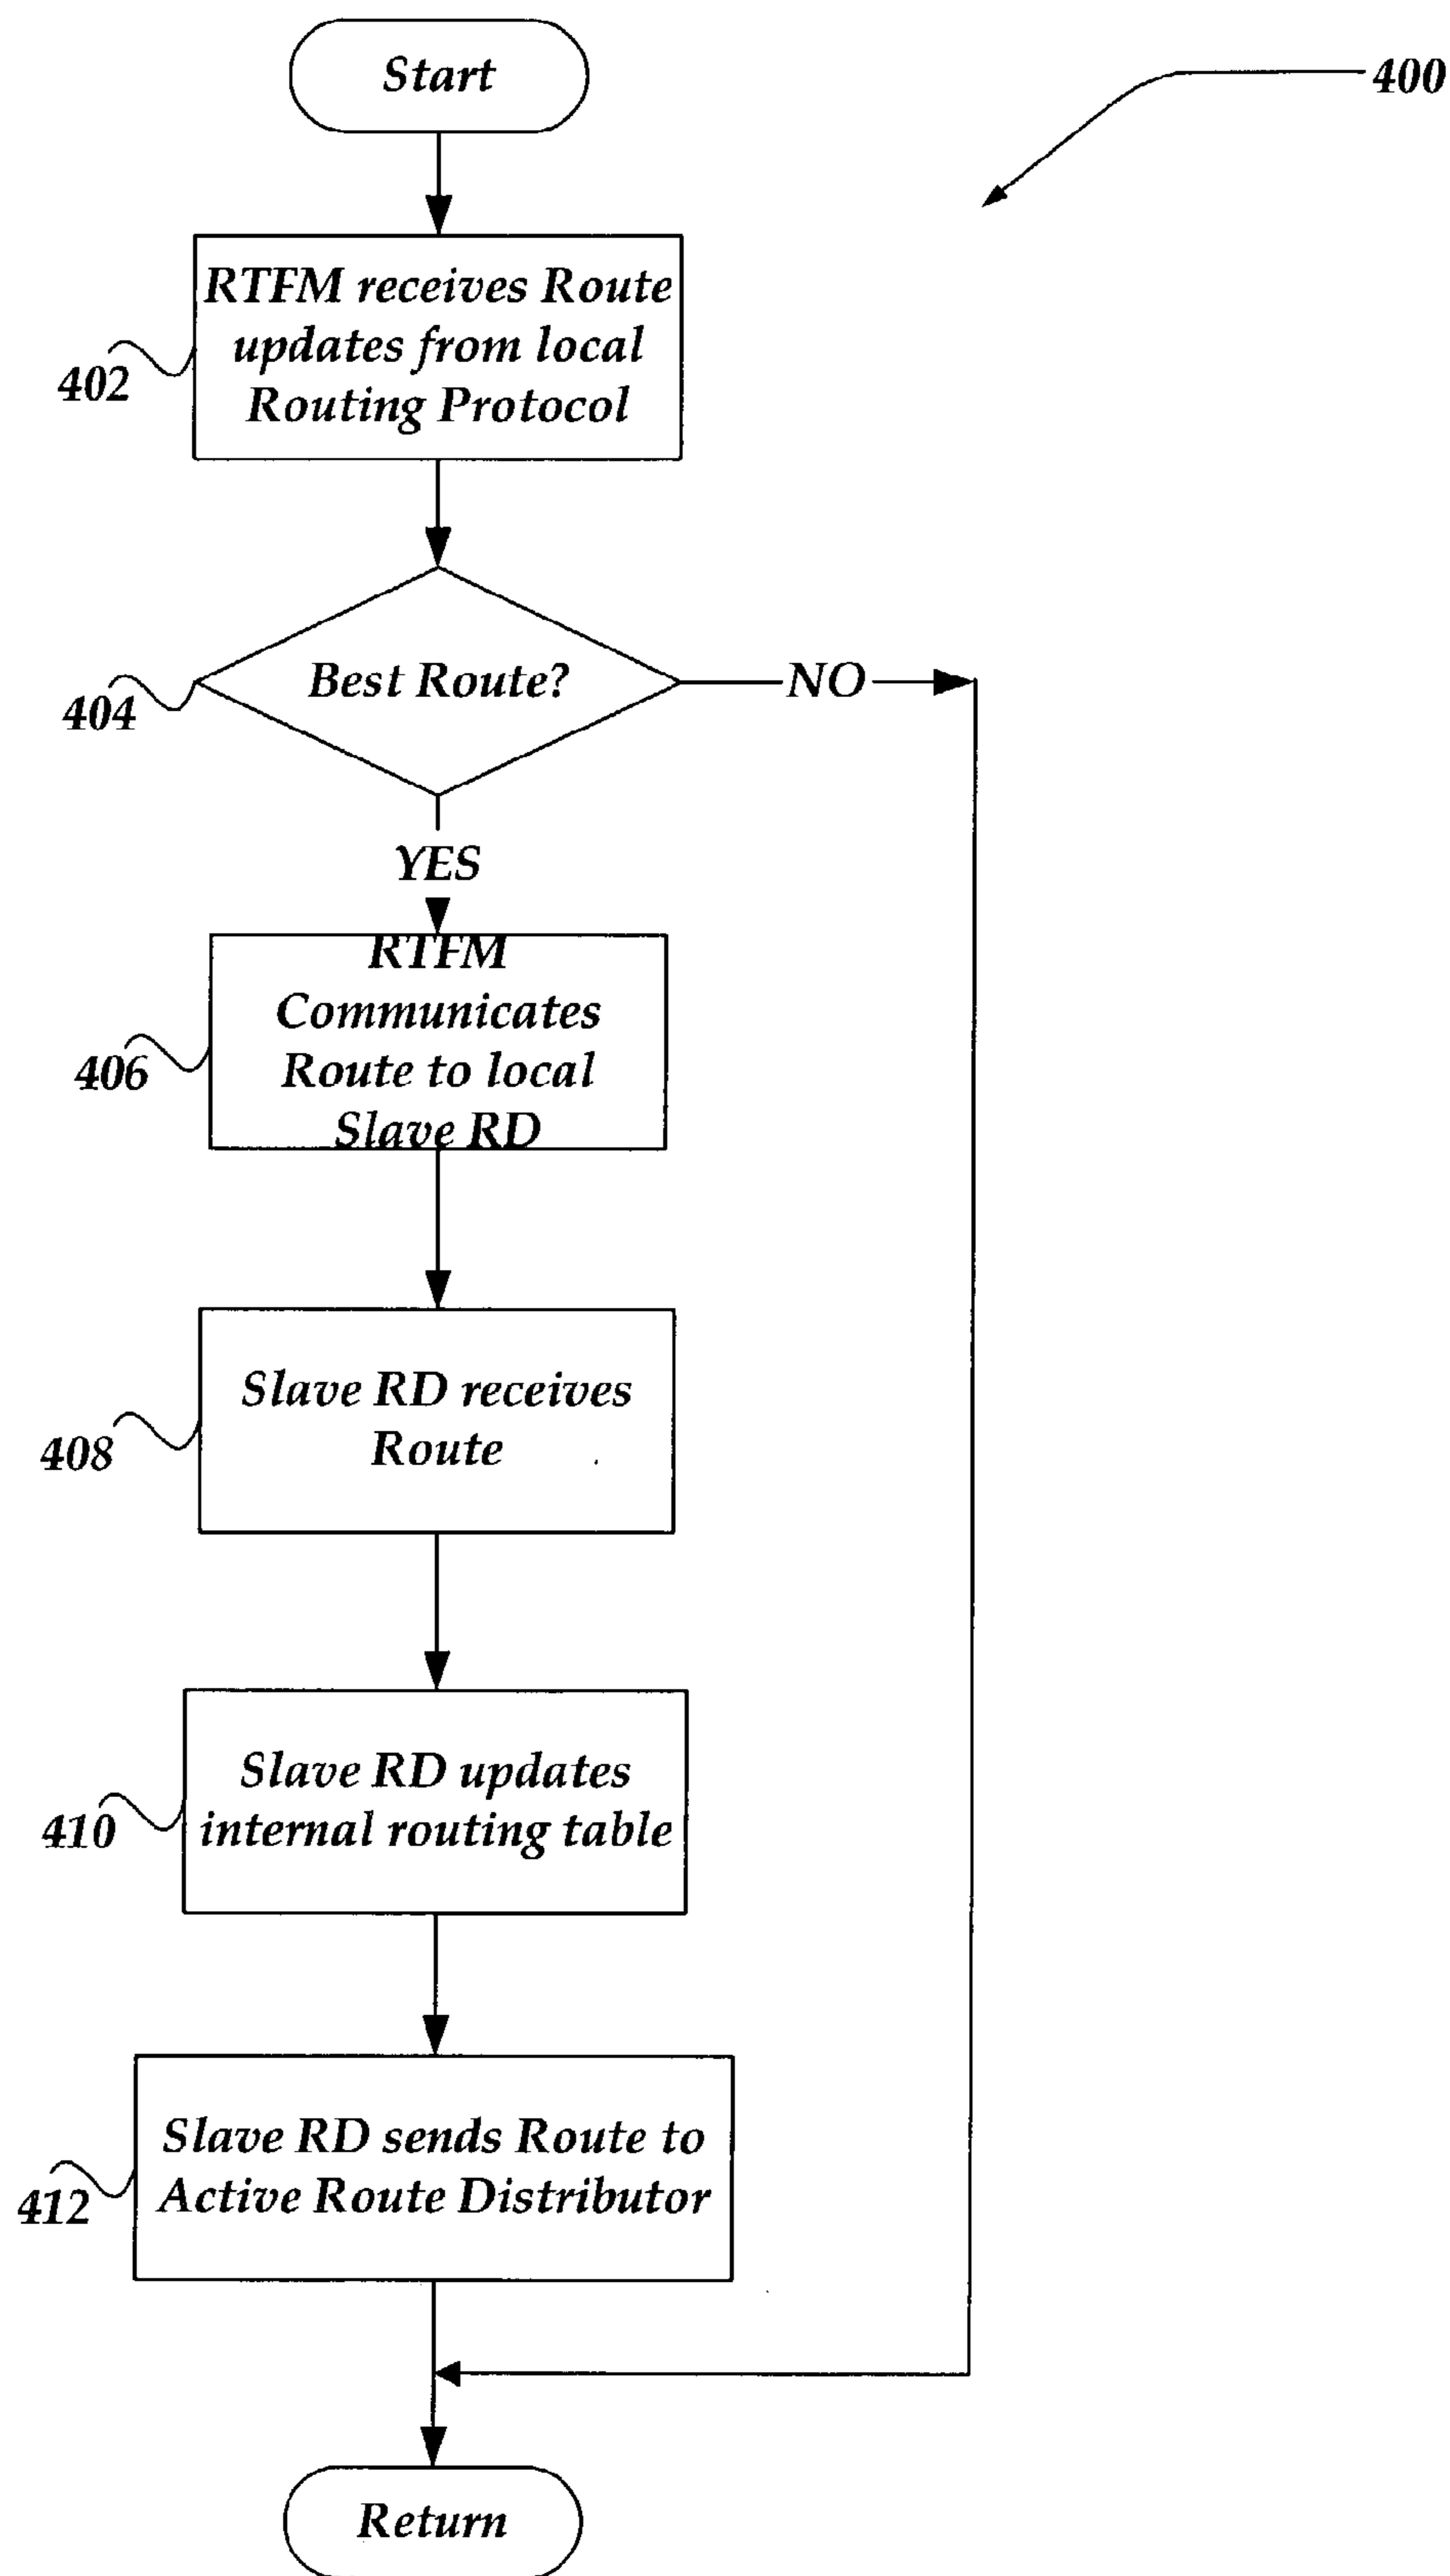 Start
400
RTFM receives Route
updates from local
Routing Protocol
402
Best Route?
NO
404
YES
RTFM
Communicates
Route to local
Slave RD
406
Slave RD receives
Route
408
Slave RD updates
internal routing table
410
Slave RD sends Route to
Active Route Distributor
412
Return